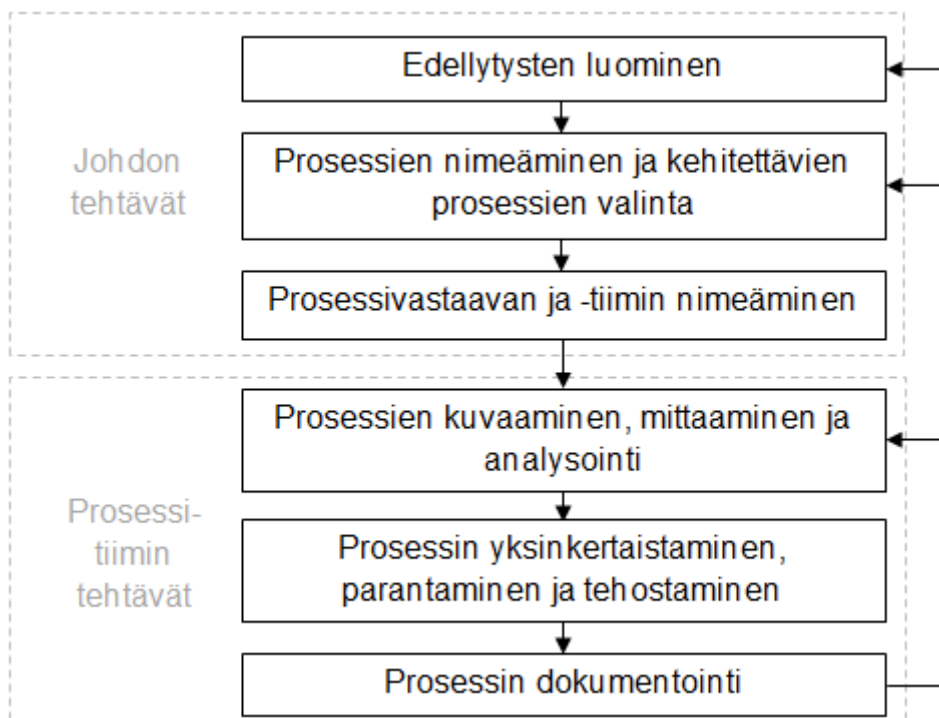 Edellytysten luominen
Johdon
tehtävät
Prosessien nimeäminen ja kehitettävien
prosessien valinta
Prosessivastaavan ja -tiimin nimeäminen
Prosessien kuvaaminen, mittaaminen ja
analysointi
Prosessi-
tiimin
tehtävät
Prosessin yksinkertaistaminen,
parantaminen ja tehostaminen
Prosessin dokumentointi